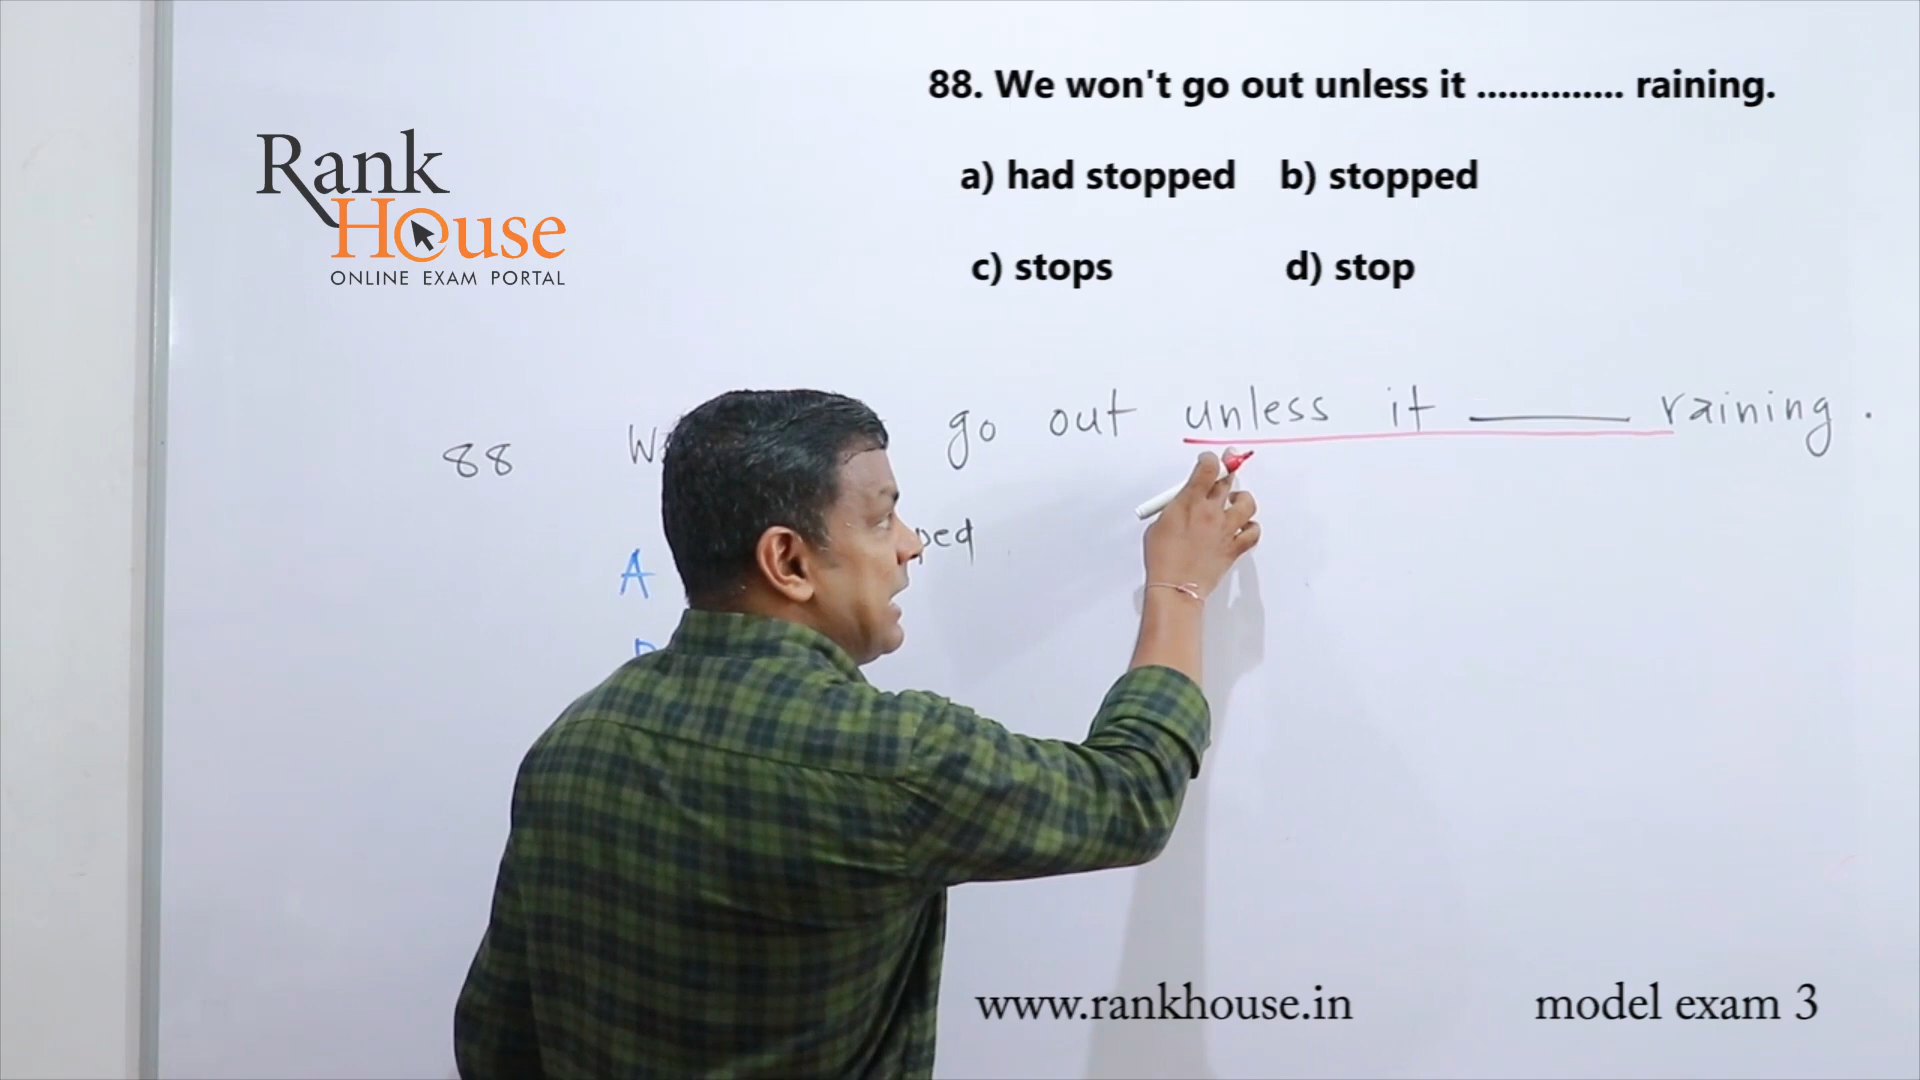 88. We won't go out unless it .............. raining.
Rank
House
ONLINE EXAM PORTAL
a) had stopped b) stopped
c) stops d) stop
88 go out unless it ______ raining.
A
www.rankhouse.in model exam 3